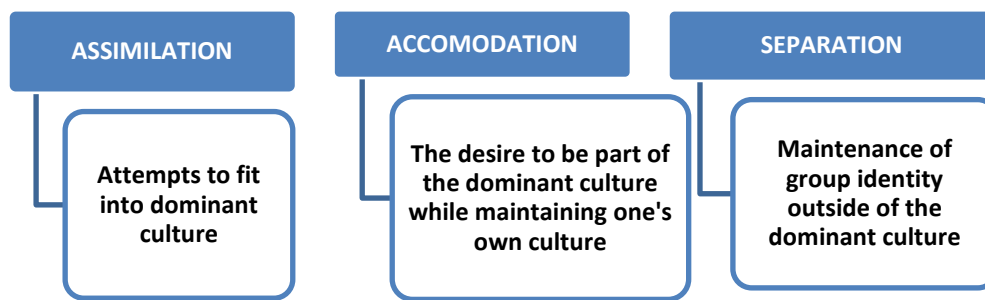 ASSIMILATION
Attempts to fit
into dominant
culture
ACCOMODATION
The desire to be part of
the dominant culture
while maintaining one's
own culture
SEPARATION
Maintenance of
group identity
outside of the
dominant culture